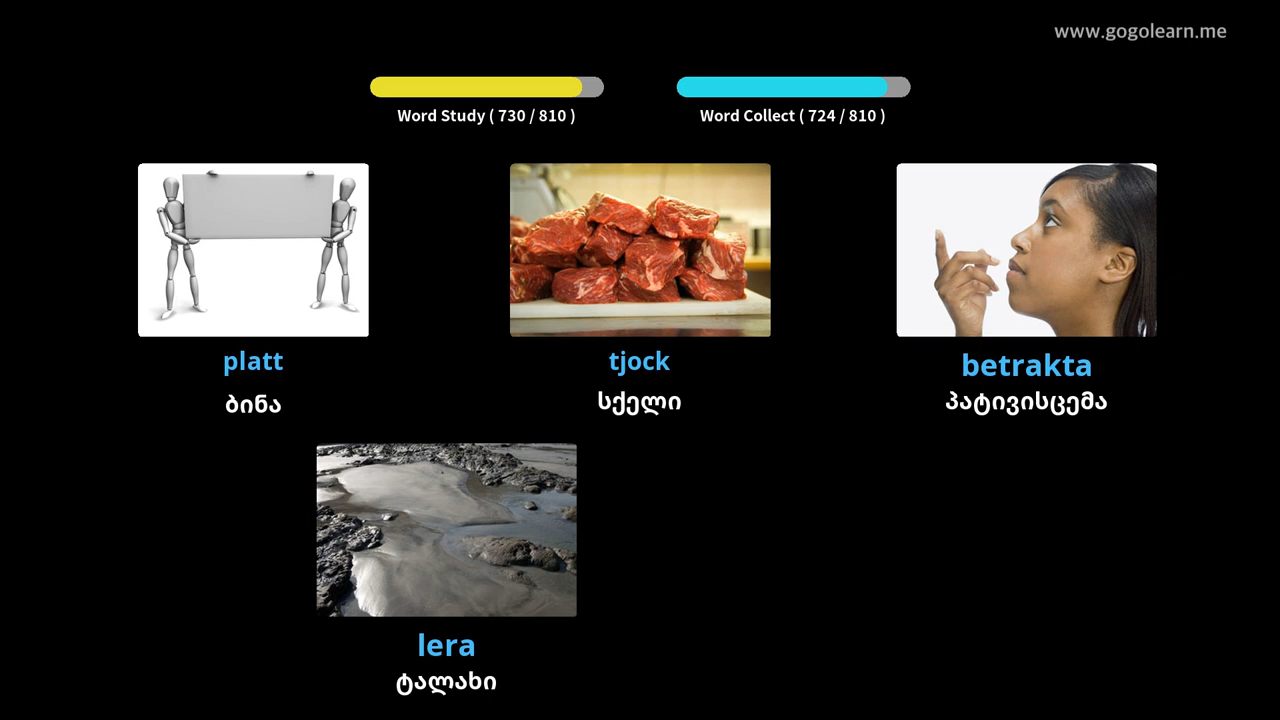 www.gogolearn.me
Word Study ( 730 / 810 )
Word Collect ( 724 / 810 )
platt
ბინა
tjock
სქელი
betrakta
პატივისცემა
lera
ტალახი